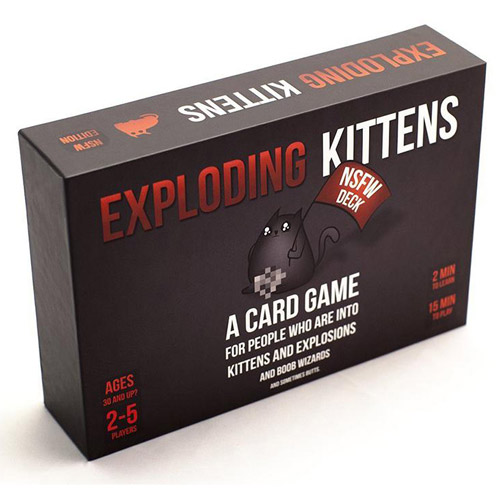 EXPLODING
KITTENS
NSFW
EDITION
EXPLODING KITTENS
NSFW
DECK
A CARD GAME
FOR PEOPLE WHO ARE INTO
KITTENS AND EXPLOSIONS
AND BOOB WIZARDS
AND SOMETIMES BUTTS.
2 MIN
TO LEARN
15 MIN
TO PLAY
AGES
30 AND UP?
2-5
PLAYERS